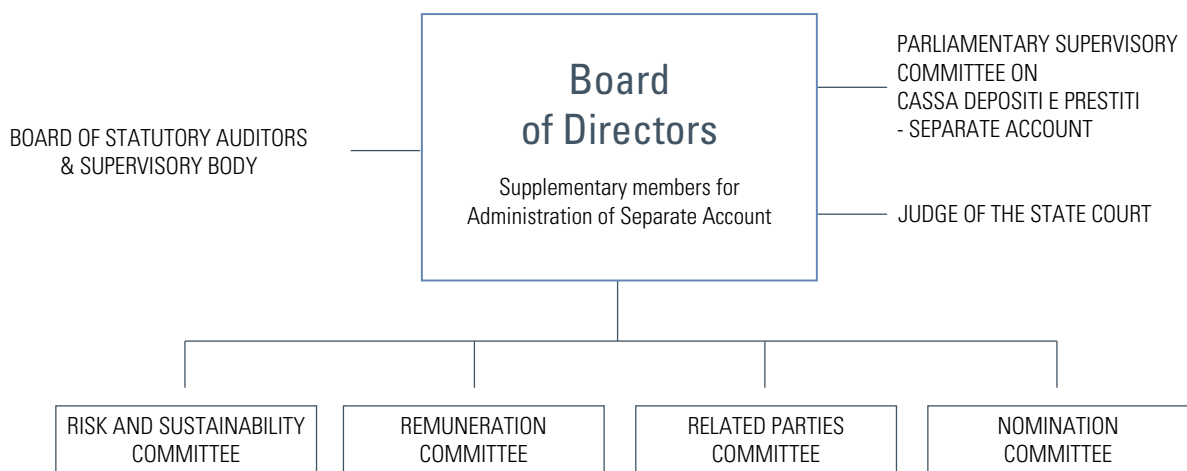 Board
of Directors
Supplementary members for
Administration of Separate Account
BOARD OF STATUTORY AUDITORS
& SUPERVISORY BODY
PARLIAMENTARY SUPERVISORY
COMMITTEE ON
CASSA DEPOSITI E PRESTITI
- SEPARATE ACCOUNT
JUDGE OF THE STATE COURT
RISK AND SUSTAINABILITY
COMMITTEE
REMUNERATION
COMMITTEE
RELATED PARTIES
COMMITTEE
NOMINATION
COMMITTEE